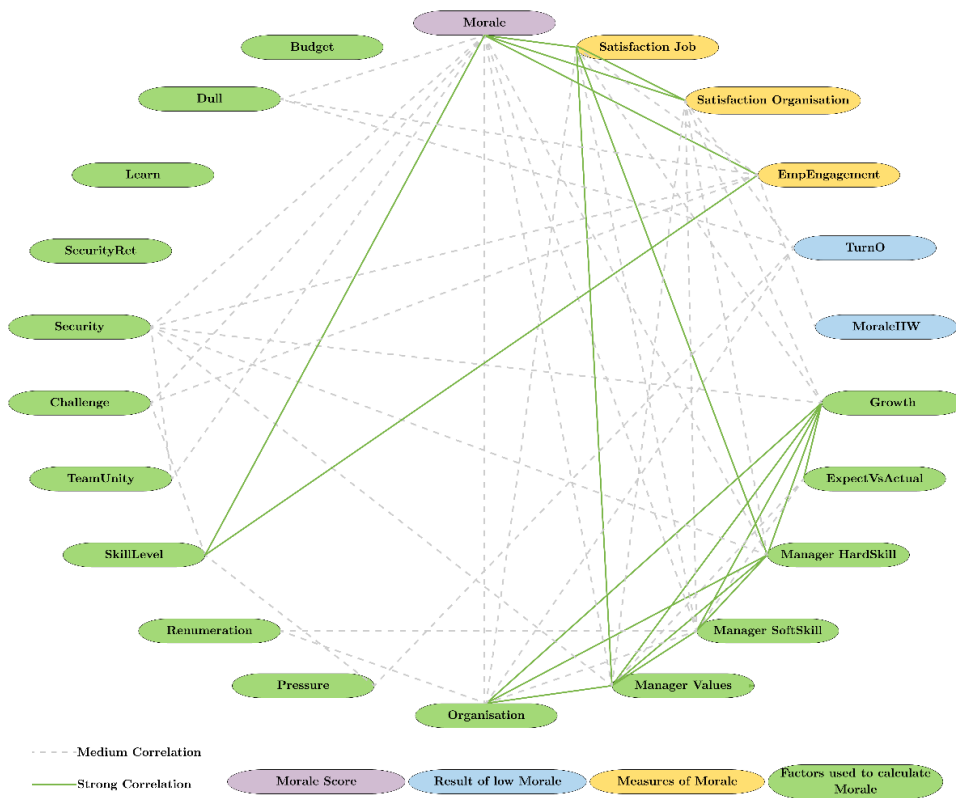 Morale
Budget
Satisfaction Job
Dull
Satisfaction Organisation
Learn
EmpEngagement
SecurityRet
TurnO
Security
MoraleHW
Challenge
Growth
TeamUnity
ExpectVsActual
SkillLevel
Manager HardSkill
Renumeration
Manager SoftSkill
Pressure
Manager Values
Organisation
Medium Correlation
Strong Correlation
Morale Score
Result of low Morale
Measures of Morale
Factors used to calculate
Morale